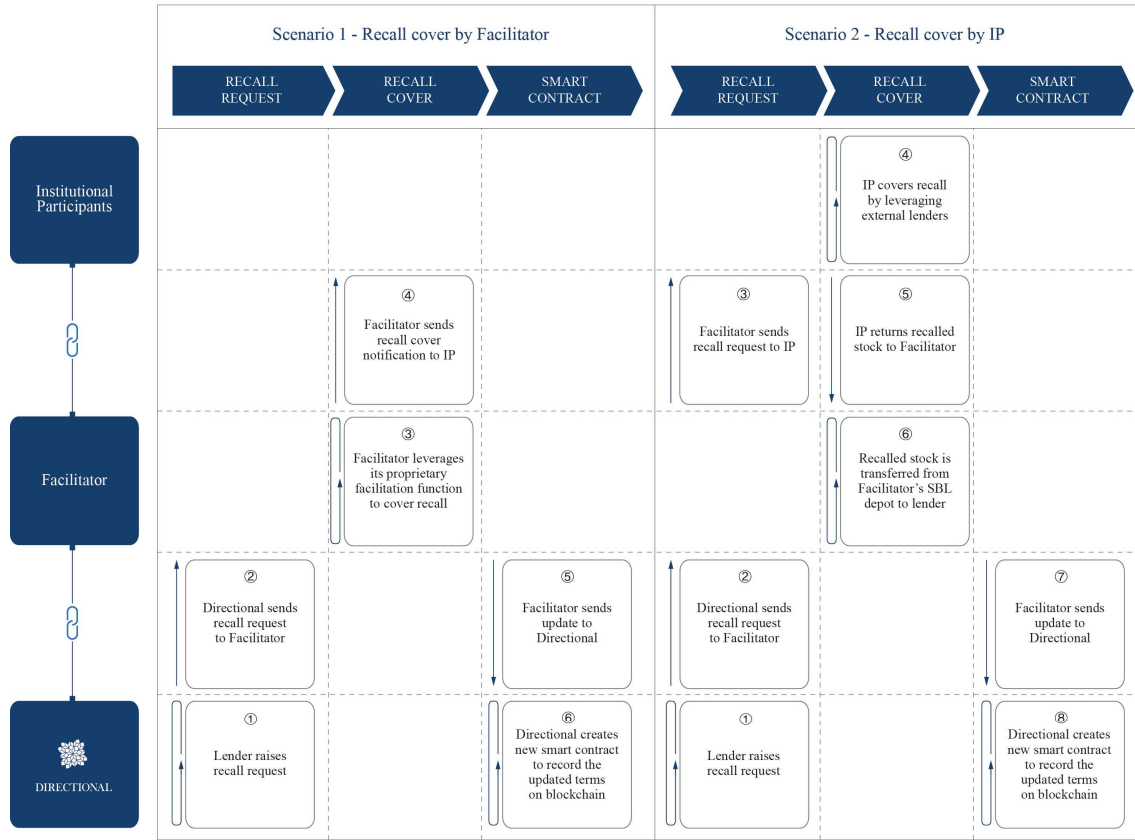 Scenario 1 - Recall cover by Facilitator
Scenario 2 - Recall cover by IP
RECALL
REQUEST
RECALL
COVER
SMART
CONTRACT
RECALL
REQUEST
RECALL
COVER
SMART
CONTRACT
Institutional
Participants
④
IP covers recall
by leveraging
external lenders
④
Facilitator sends
recall cover
notification to IP
③
Facilitator sends
recall request to IP
⑤
IP returns recalled
stock to Facilitator
Facilitator
③
Facilitator leverages
its proprietary
facilitation function
to cover recall
⑥
Recalled stock is
transferred from
Facilitator’s SBL
depot to lender
②
Directional sends
recall request
to Facilitator
⑤
Facilitator sends
update to
Directional
②
Directional sends
recall request
to Facilitator
⑦
Facilitator sends
update to
Directional
DIRECTIONAL
①
Lender raises
recall request
⑥
Directional creates
new smart contract
to record the
updated terms
on blockchain
①
Lender raises
recall request
⑧
Directional creates
new smart contract
to record the
updated terms
on blockchain